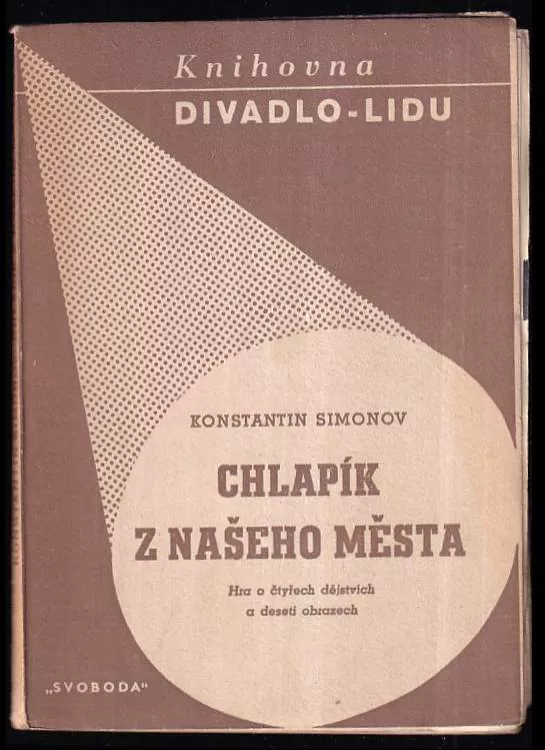 Knihovna
DIVADLO-LIDU
KONSTANTIN SIMONOV
CHLAPÍK
Z NAŠEHO MĚSTA
Hra o čtyřech dějstvích
a deseti obrazech
„SVOBODA“